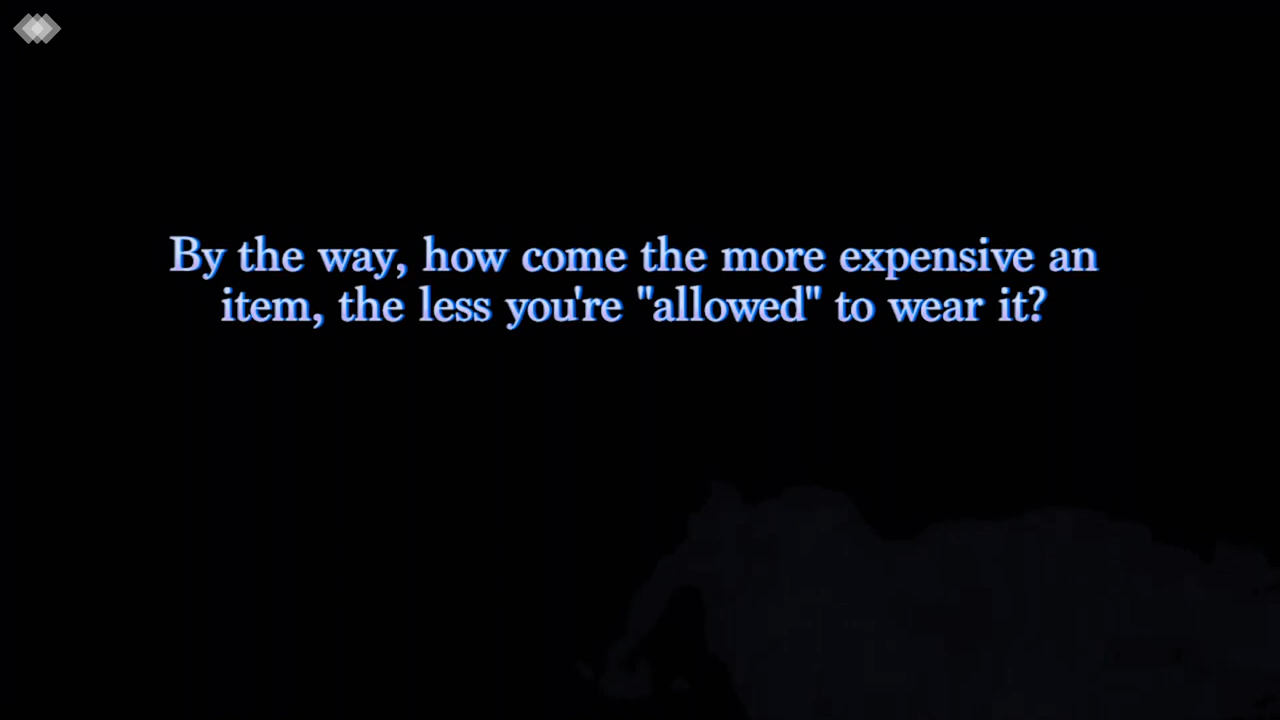 By the way, how come the more expensive an
item, the less you're "allowed" to wear it?